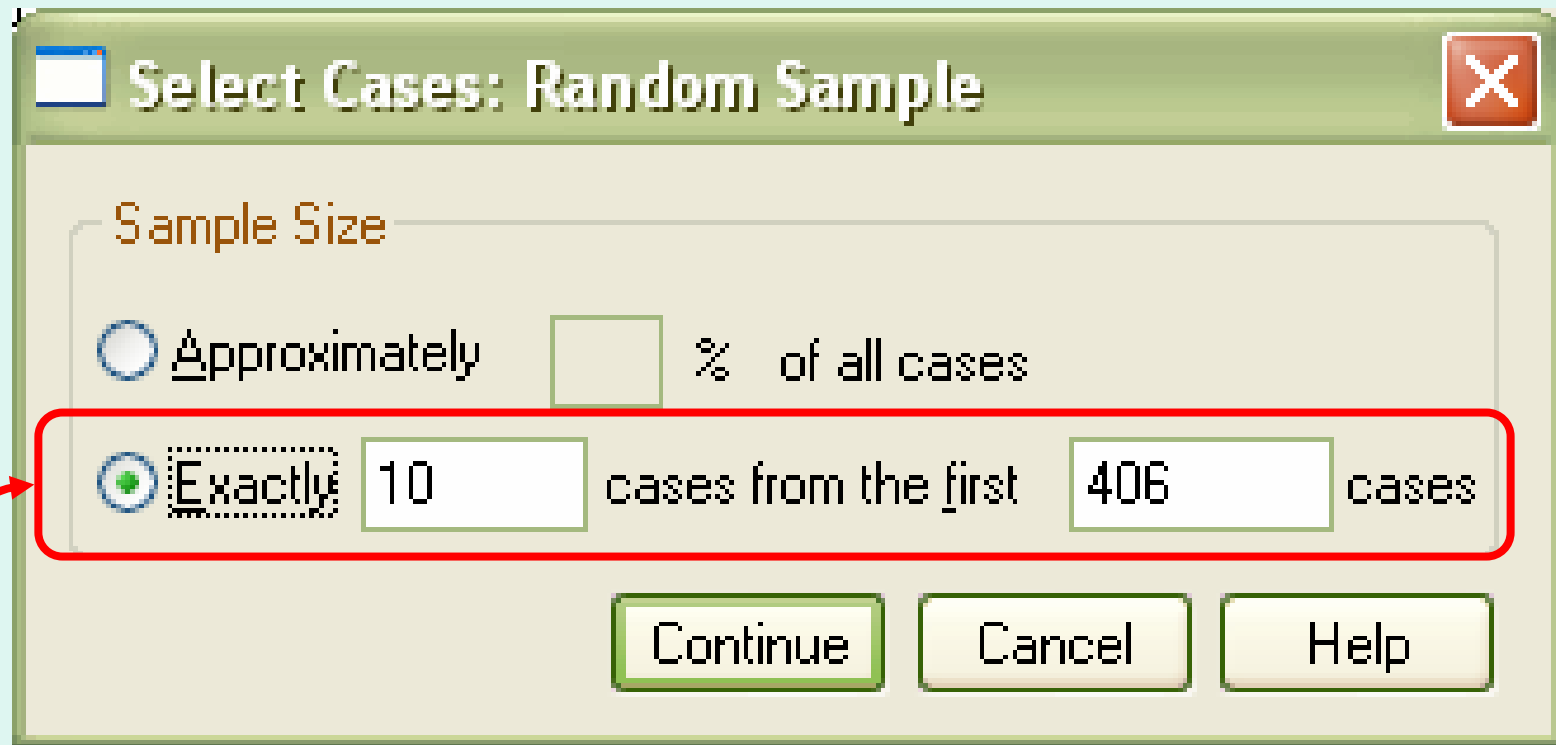 Select Cases: Random Sample
Sample Size
Approximately % of all cases
Exactly 10 cases from the first 406 cases
Continue Cancel Help